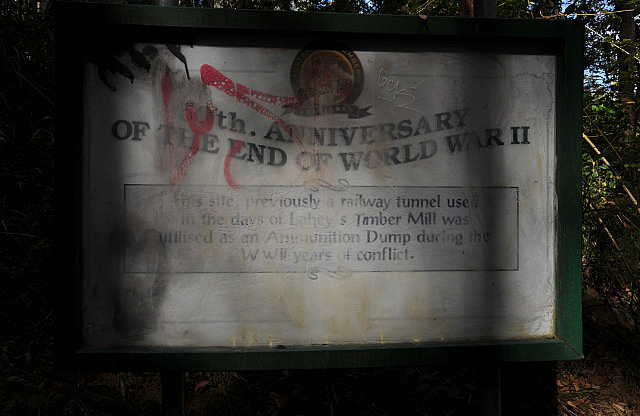 0th. ANNIVERSARY
OF THE END OF WORLD WAR II
This site, previously a railway tunnel used
in the days of Lahey's Timber Mill was
utilised as an Ammunition Dump during the
WWII years of conflict.